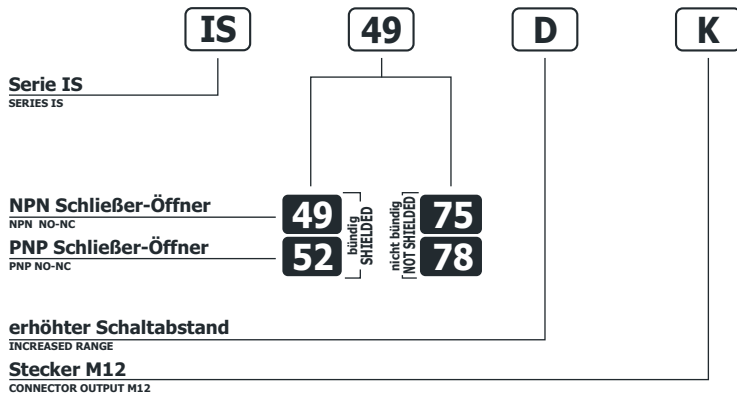 IS 49 D K
Serie IS
SERIES IS
NPN Schließer-Öffner
NPN NO-NC
PNP Schließer-Öffner
PNP NO-NC
49
52
bündig
SHIELDED
nicht bündig
NOT SHIELDED
75
78
erhöhter Schaltabstand
INCREASED RANGE
Stecker M12
CONNECTOR OUTPUT M12